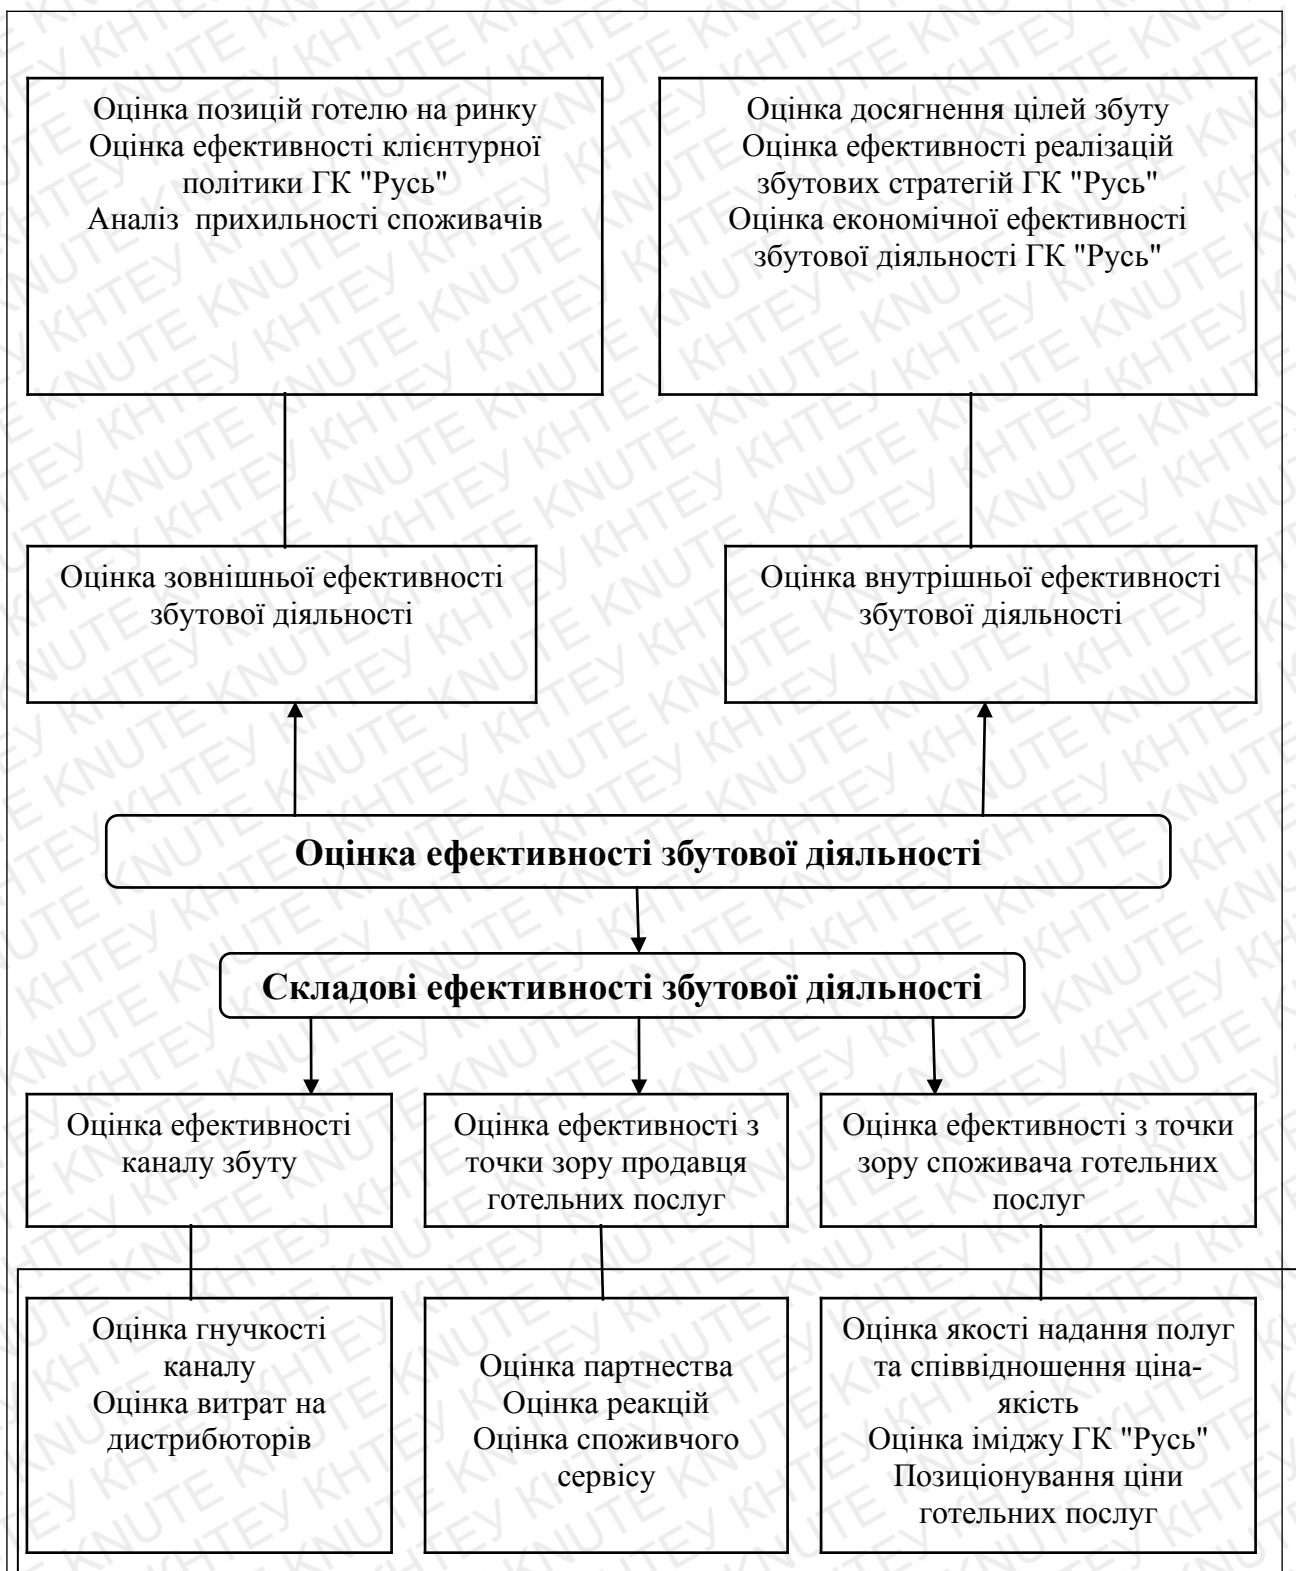 Оцінка позицій готелю на ринку
Оцінка ефективності клієнтурної
політики ГК "Русь"
Аналіз прихильності споживачів
Оцінка досягнення цілей збуту
Оцінка ефективності реалізацій
збутових стратегій ГК "Русь"
Оцінка економічної ефективності
збутової діяльності ГК "Русь"
Оцінка зовнішньої ефективності
збутової діяльності
Оцінка внутрішньої ефективності
збутової діяльності
Оцінка ефективності збутової діяльності
Складові ефективності збутової діяльності
Оцінка ефективності
каналу збуту
Оцінка ефективності з
точки зору продавця
готельних послуг
Оцінка ефективності з точки
зору споживача готельних
послуг
Оцінка гнучкості
каналу
Оцінка витрат на
дистрибюторів
Оцінка партнества
Оцінка реакцій
Оцінка споживчого
сервісу
Оцінка якості надання полуг
та співвідношення ціна-
якість
Оцінка іміджу ГК "Русь"
Позиціонування ціни
готельних послуг